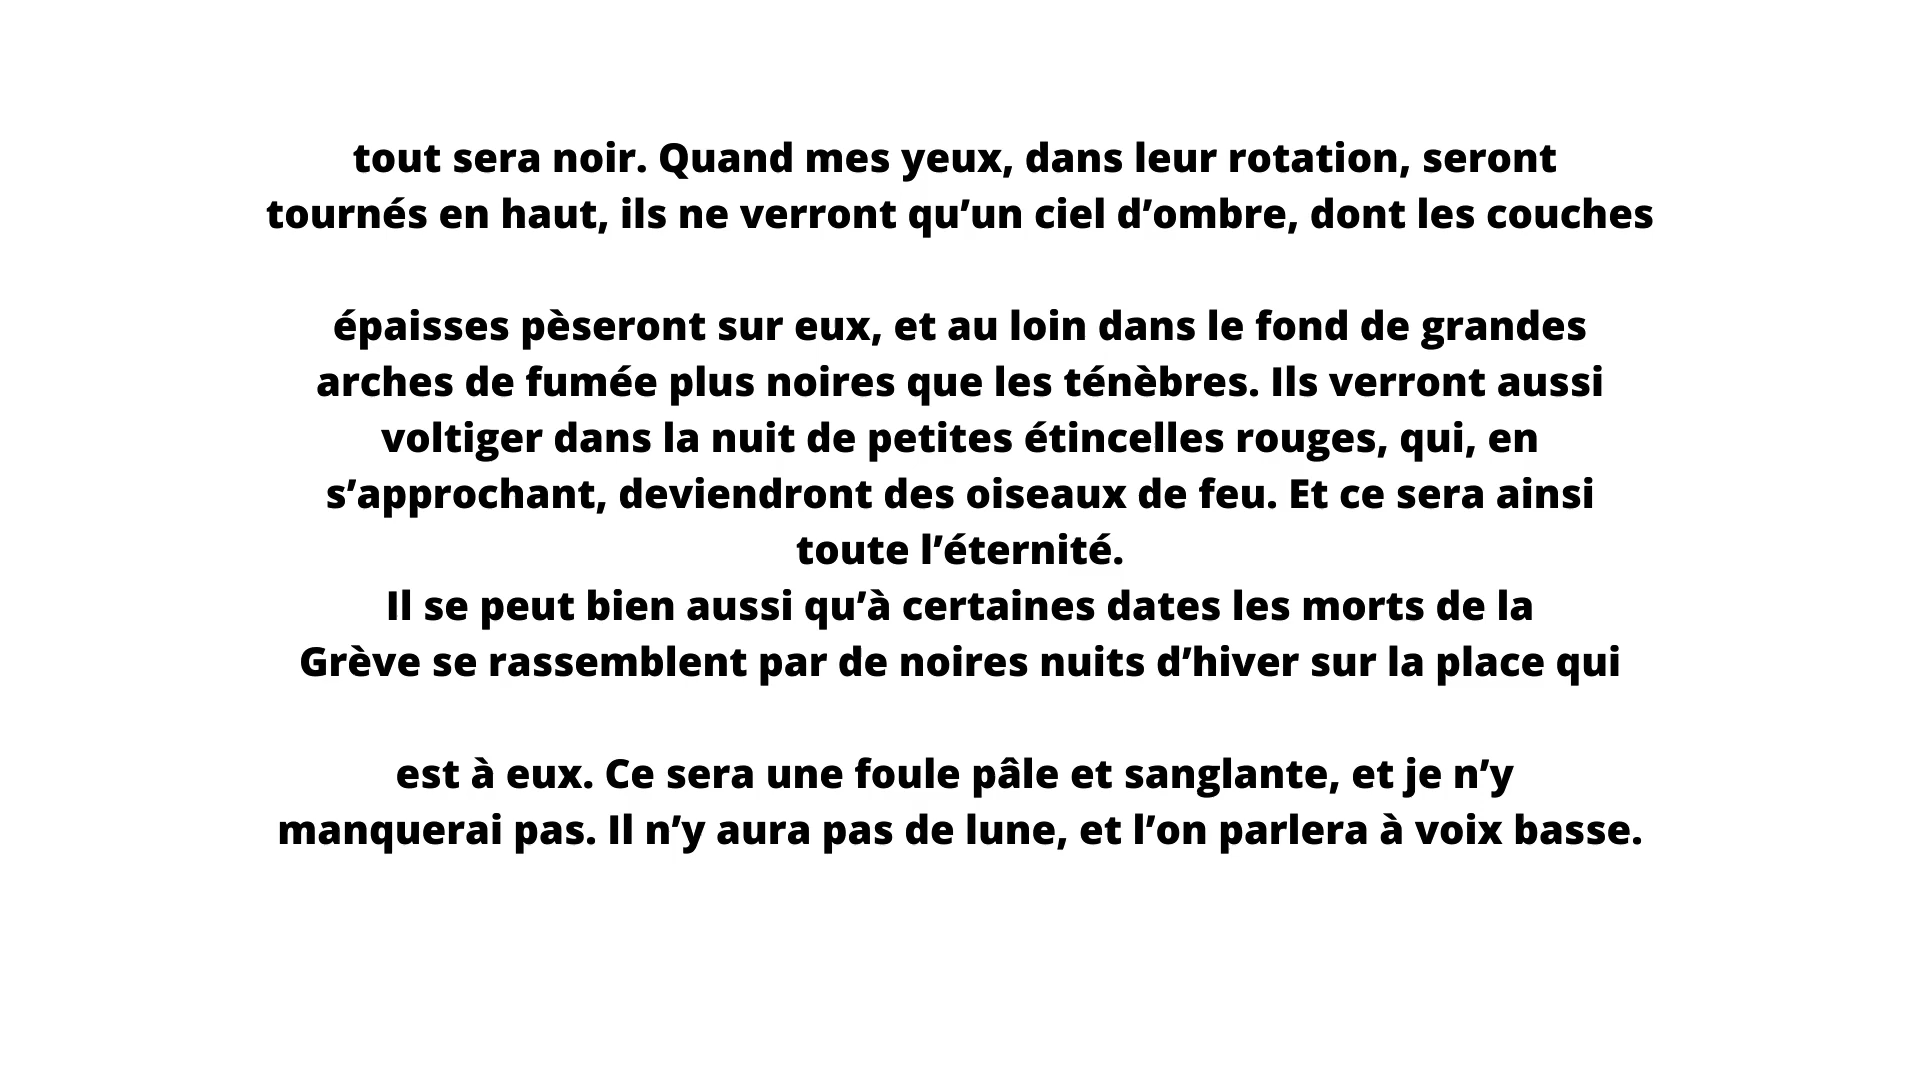 tout sera noir. Quand mes yeux, dans leur rotation, seront
tournés en haut, ils ne verront qu’un ciel d’ombre, dont les couches
épaisses pèseront sur eux, et au loin dans le fond de grandes
arches de fumée plus noires que les ténèbres. Ils verront aussi
voltiger dans la nuit de petites étincelles rouges, qui, en
s’approchant, deviendront des oiseaux de feu. Et ce sera ainsi
toute l’éternité.
Il se peut bien aussi qu’à certaines dates les morts de la
Grève se rassemblent par de noires nuits d’hiver sur la place qui
est à eux. Ce sera une foule pâle et sanglante, et je n’y
manquerai pas. Il n’y aura pas de lune, et l’on parlera à voix basse.